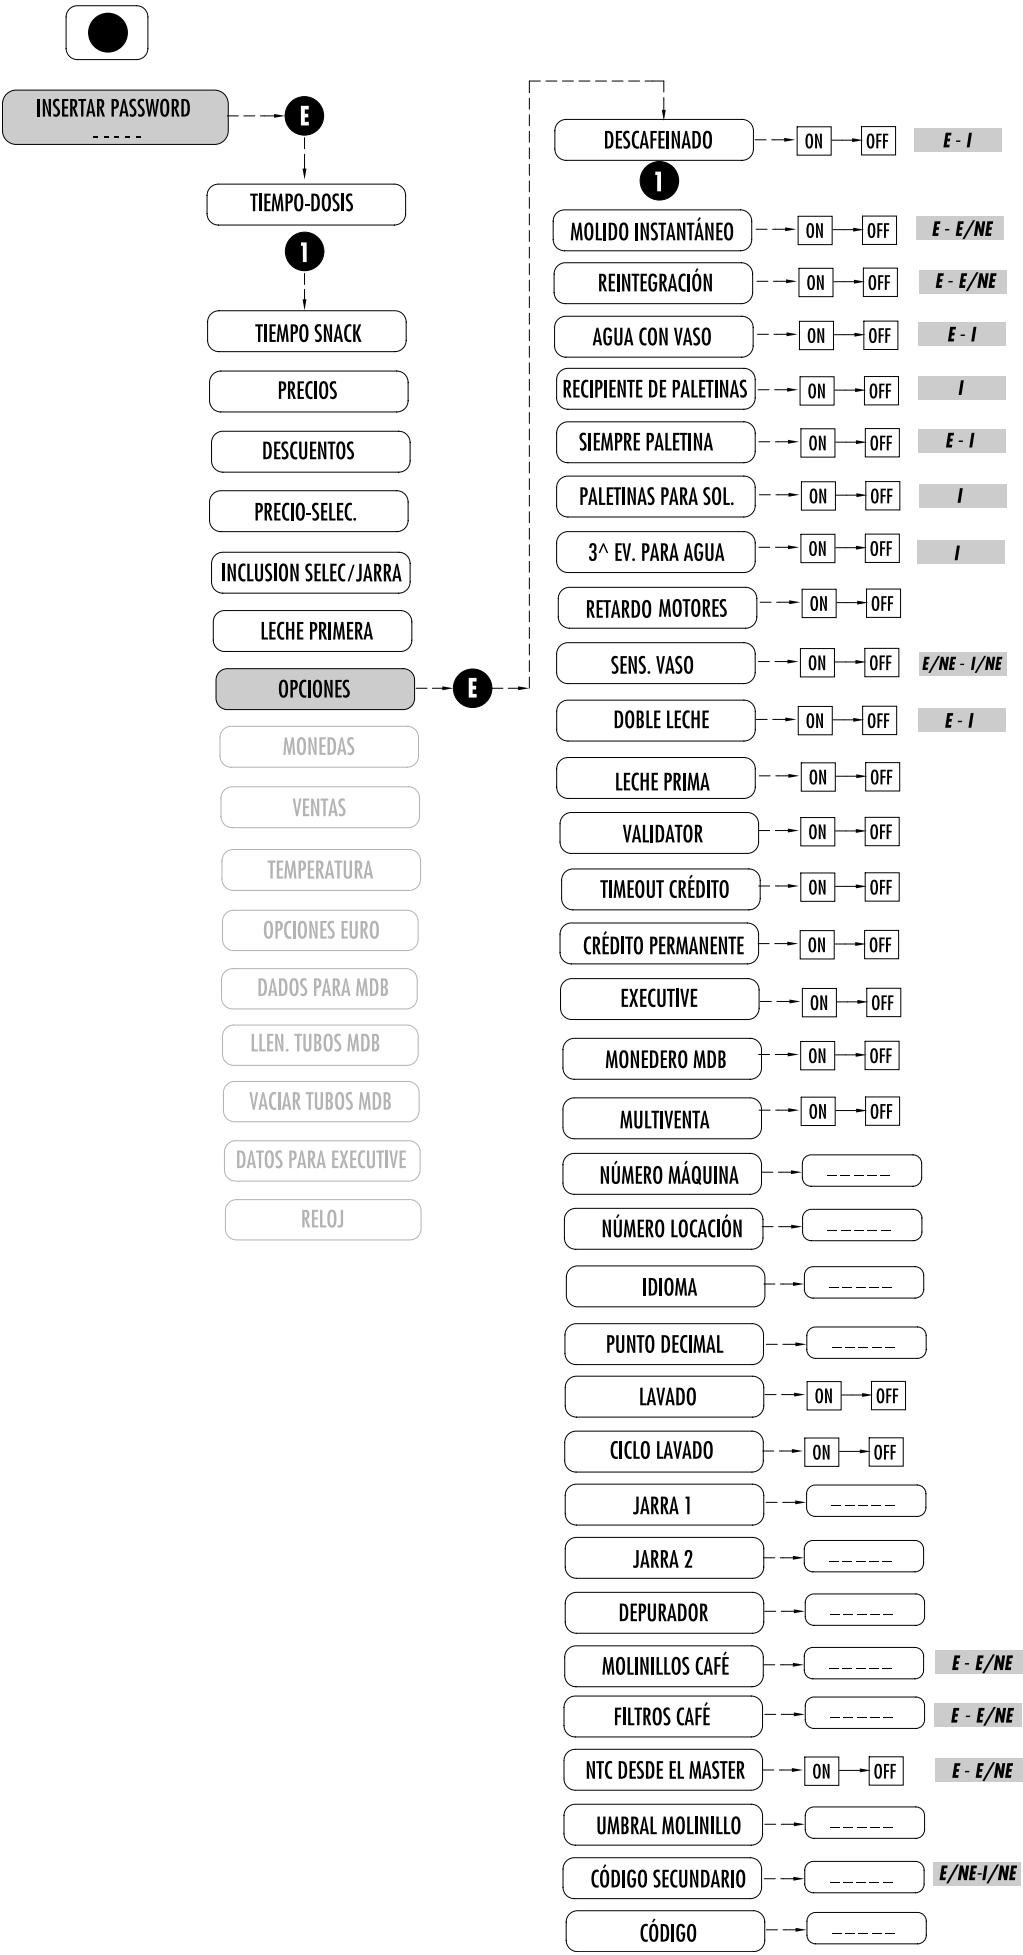 INSERTAR PASSWORD
- - - - -
E
TIEMPO-DOSIS
1
TIEMPO SNACK
PRECIOS
DESCUENTOS
PRECIO-SELEC.
INCLUSION SELEC/JARRA
LECHE PRIMERA
OPCIONES
E
MONEDAS
VENTAS
TEMPERATURA
OPCIONES EURO
DADOS PARA MDB
LLEN. TUBOS MDB
VACIAR TUBOS MDB
DATOS PARA EXECUTIVE
RELOJ
DESCAFEINADO ON OFF E - I
1
MOLIDO INSTANTÁNEO ON OFF E - E/NE
REINTEGRACIÓN ON OFF E - E/NE
AGUA CON VASO ON OFF E - I
RECIPIENTE DE PALETINAS ON OFF I
SIEMPRE PALETINA ON OFF E - I
PALETINAS PARA SOL. ON OFF I
3^ EV. PARA AGUA ON OFF I
RETARDO MOTORES ON OFF
SENS. VASO ON OFF E/NE - I/NE
DOBLE LECHE ON OFF E - I
LECHE PRIMA ON OFF
VALIDATOR ON OFF
TIMEOUT CRÉDITO ON OFF
CRÉDITO PERMANENTE ON OFF
EXECUTIVE ON OFF
MONEDERO MDB ON OFF
MULTIVENTA ON OFF
NÚMERO MÁQUINA _ _ _ _ _
NÚMERO LOCACIÓN _ _ _ _ _
IDIOMA _ _ _ _ _
PUNTO DECIMAL _ _ _ _ _
LAVADO ON OFF
CICLO LAVADO ON OFF
JARRA 1 _ _ _ _ _
JARRA 2 _ _ _ _ _
DEPURADOR _ _ _ _ _
MOLINILLOS CAFÉ _ _ _ _ _ E - E/NE
FILTROS CAFÉ _ _ _ _ _ E - E/NE
NTC DESDE EL MASTER ON OFF E - E/NE
UMBRAL MOLINILLO _ _ _ _ _
CÓDIGO SECUNDARIO _ _ _ _ _ E/NE-I/NE
CÓDIGO _ _ _ _ _